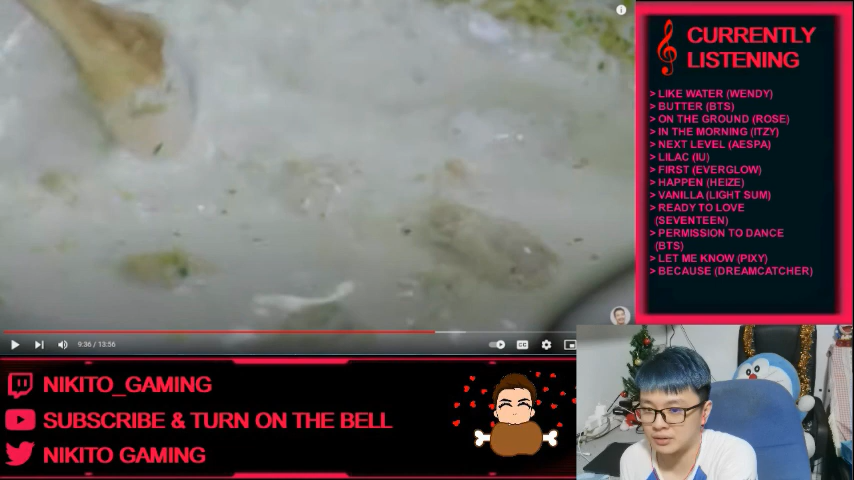 9:36 / 13:56
CC
NIKITO_GAMING
SUBSCRIBE & TURN ON THE BELL
NIKITO GAMING
CURRENTLY
LISTENING
> LIKE WATER (WENDY)
> BUTTER (BTS)
> ON THE GROUND (ROSE)
> IN THE MORNING (ITZY)
> NEXT LEVEL (AESPA)
> LILAC (IU)
> FIRST (EVERGLOW)
> HAPPEN (HEIZE)
> VANILLA (LIGHT SUM)
> READY TO LOVE
(SEVENTEEN)
> PERMISSION TO DANCE
(BTS)
> LET ME KNOW (PIXY)
> BECAUSE (DREAMCATCHER)